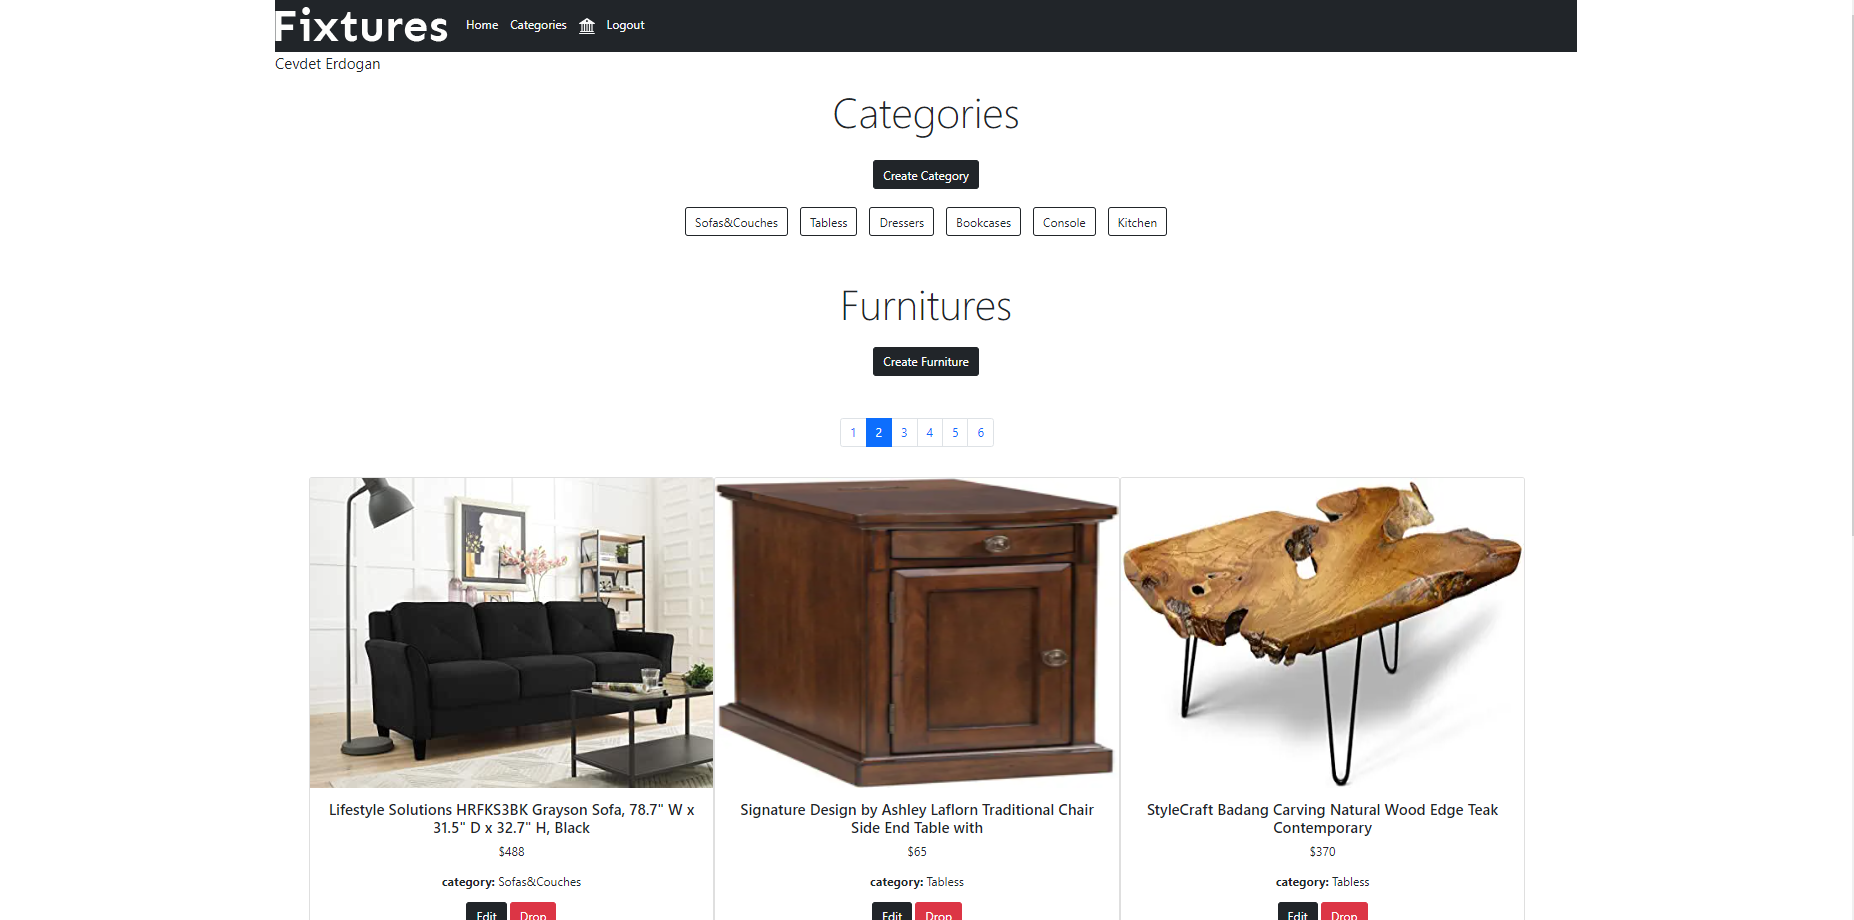 Fixtures Home Categories Logout
Cevdet Erdogan
Categories
Create Category
Sofas&Couches Tabless Dressers Bookcases Console Kitchen
Furnitures
Create Furniture
1 2 3 4 5 6
Lifestyle Solutions HRFKS3BK Grayson Sofa, 78.7" W x
31.5" D x 32.7" H, Black
$488
category: Sofas&Couches
Edit Drop
Signature Design by Ashley Laflorn Traditional Chair
Side End Table with
$65
category: Tabless
Edit Drop
StyleCraft Badang Carving Natural Wood Edge Teak
Contemporary
$370
category: Tabless
Edit Drop